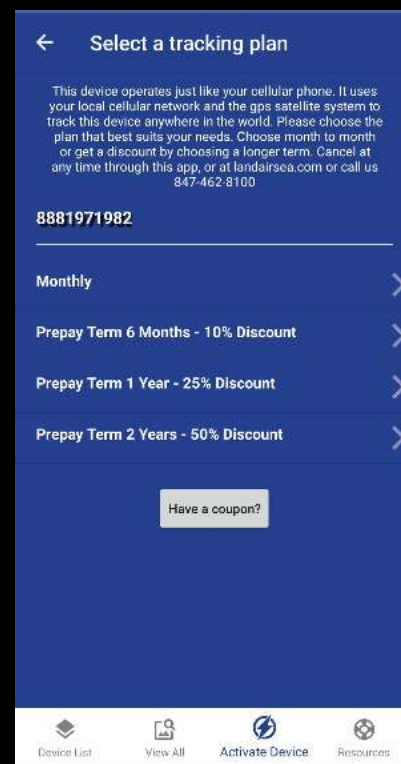 Select a tracking plan
This device operates just like your cellular phone. It uses
your local cellular network and the gps satellite system to
track this device anywhere in the world. Please choose the
plan that best suits your needs. Choose month to month
or get a discount by choosing a longer term. Cancel at
any time through this app, or at landairsea.com or call us
847-462-8100
8881971982
Monthly
Prepay Term 6 Months - 10% Discount
Prepay Term 1 Year - 25% Discount
Prepay Term 2 Years - 50% Discount
Have a coupon?
Device List View All Activate Device Resources